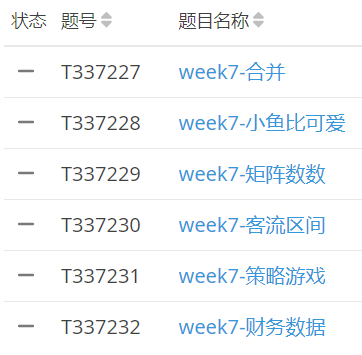 状态 题号 题目名称
— T337227 week7-合并
— T337228 week7-小鱼比可爱
— T337229 week7-矩阵数数
— T337230 week7-客流区间
— T337231 week7-策略游戏
— T337232 week7-财务数据